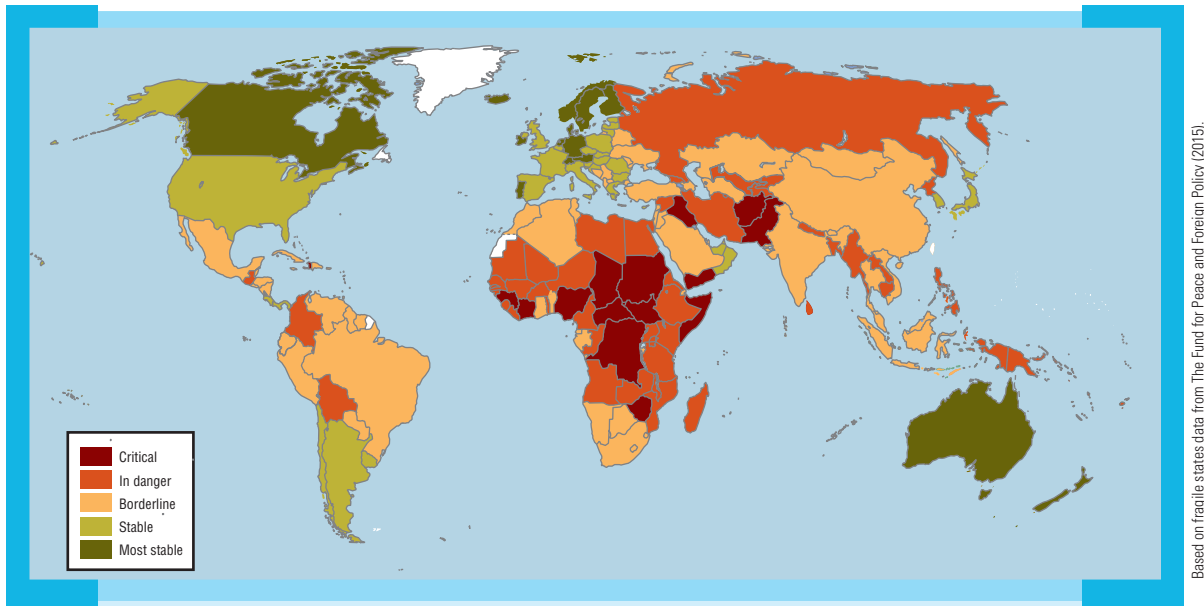 Critical
In danger
Borderline
Stable
Most stable
Based on fragile states data from The Fund for Peace and Foreign Policy (2015).